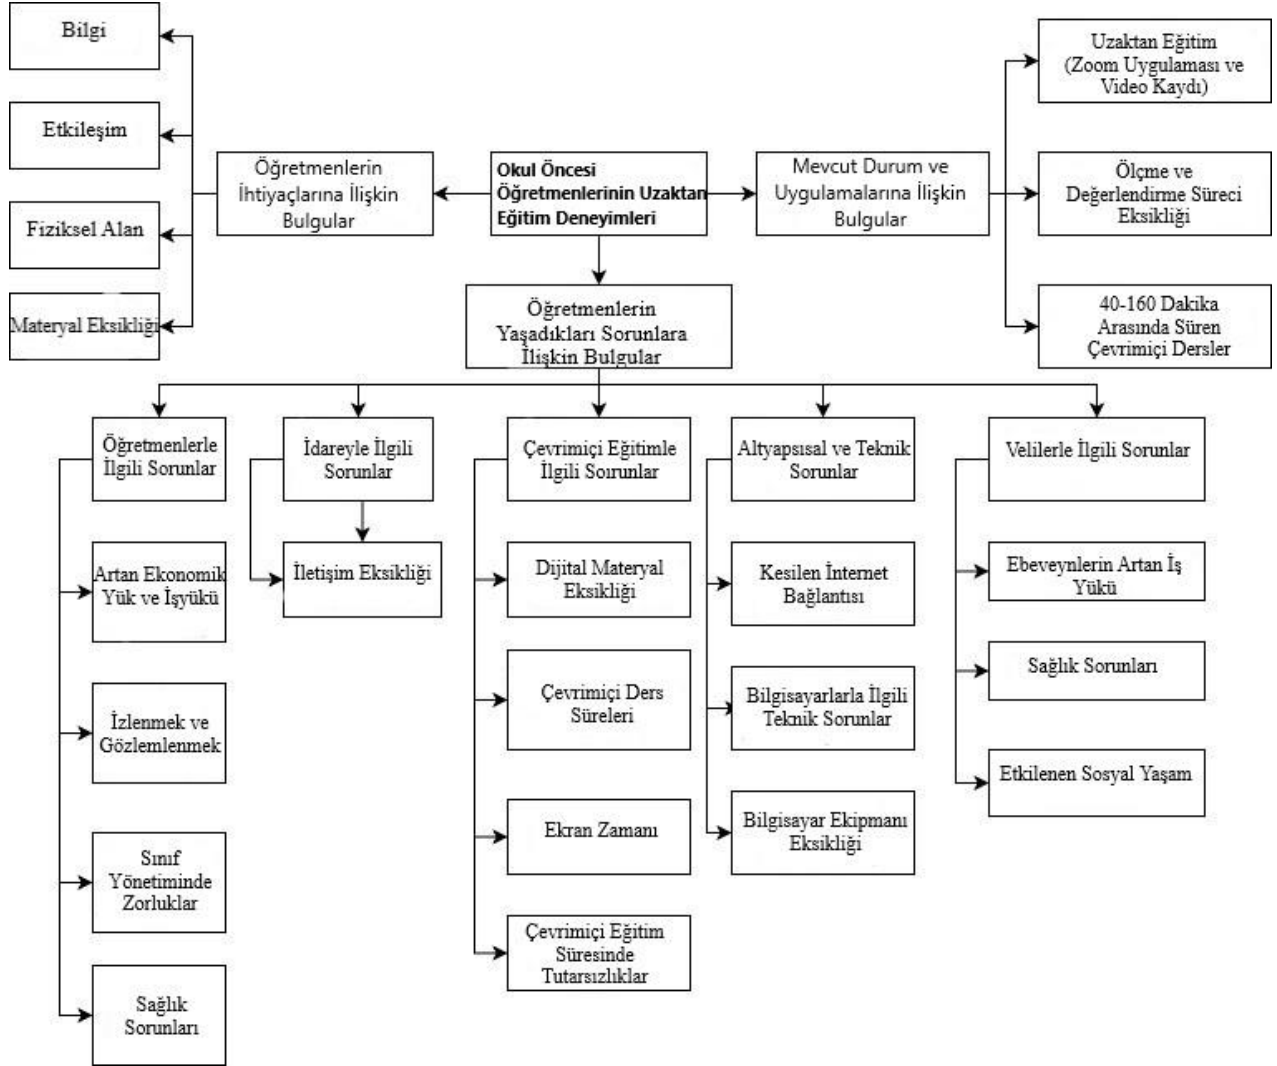 Bilgi
Etkileşim
Fiziksel Alan
Materyal Eksikliği
Öğretmenlerin
İhtiyaçlarına İlişkin
Bulgular
Okul Öncesi
Öğretmenlerinin Uzaktan
Eğitim Deneyimleri
Mevcut Durum ve
Uygulamalarına İlişkin
Bulgular
Uzaktan Eğitim
(Zoom Uygulaması ve
Video Kaydı)
Ölçme ve
Değerlendirme Süreci
Eksikliği
40-160 Dakika
Arasında Süren
Çevrimiçi Dersler
Öğretmenlerin
Yaşadıkları Sorunlara
İlişkin Bulgular
Öğretmenlerle
İlgili Sorunlar
Artan Ekonomik
Yük ve İşyükü
İzlenmek ve
Gözlemlenmek
Sınıf
Yönetiminde
Zorluklar
Sağlık
Sorunları
İdareyle İlgili
Sorunlar
İletişim Eksikliği
Çevrimiçi Eğitimle
İlgili Soırunlar
Dijital Materyal
Eksikliği
Çevrimiçi Ders
Süreleri
Ekran Zamanı
Çevrimiçi Eğitim
Süresinde
Tutarsızlıklar
Altyapsısal ve Teknik
Sorunlar
Kesilen İnternet
Bağlantısı
Bilgisayarlarla İlgili
Teknik Sorunlar
Bilgisayar Ekipmanı
Eksikliği
Velilerle İlgili Sorunlar
Ebeveynlerin Artan İş
Yükü
Sağlık Sorunları
Etkilenen Sosyal Yaşam